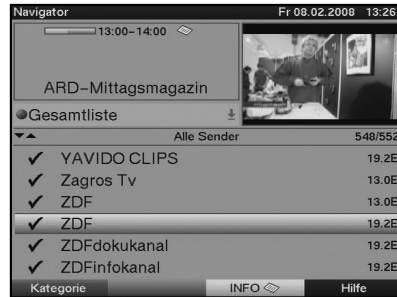 Navigator Fr 08.02.2008 13:26
13:00-14:00
ARD-Mittagsmagazin
Gesamtliste
Alle Sender 548/552
YAVIDO CLIPS 19.2E
Zagros Tv 13.0E
ZDF 13.0E
ZDF 19.2E
ZDFdokukanal 19.2E
ZDFinfokanal 19.2E
Kategorie INFO Hilfe